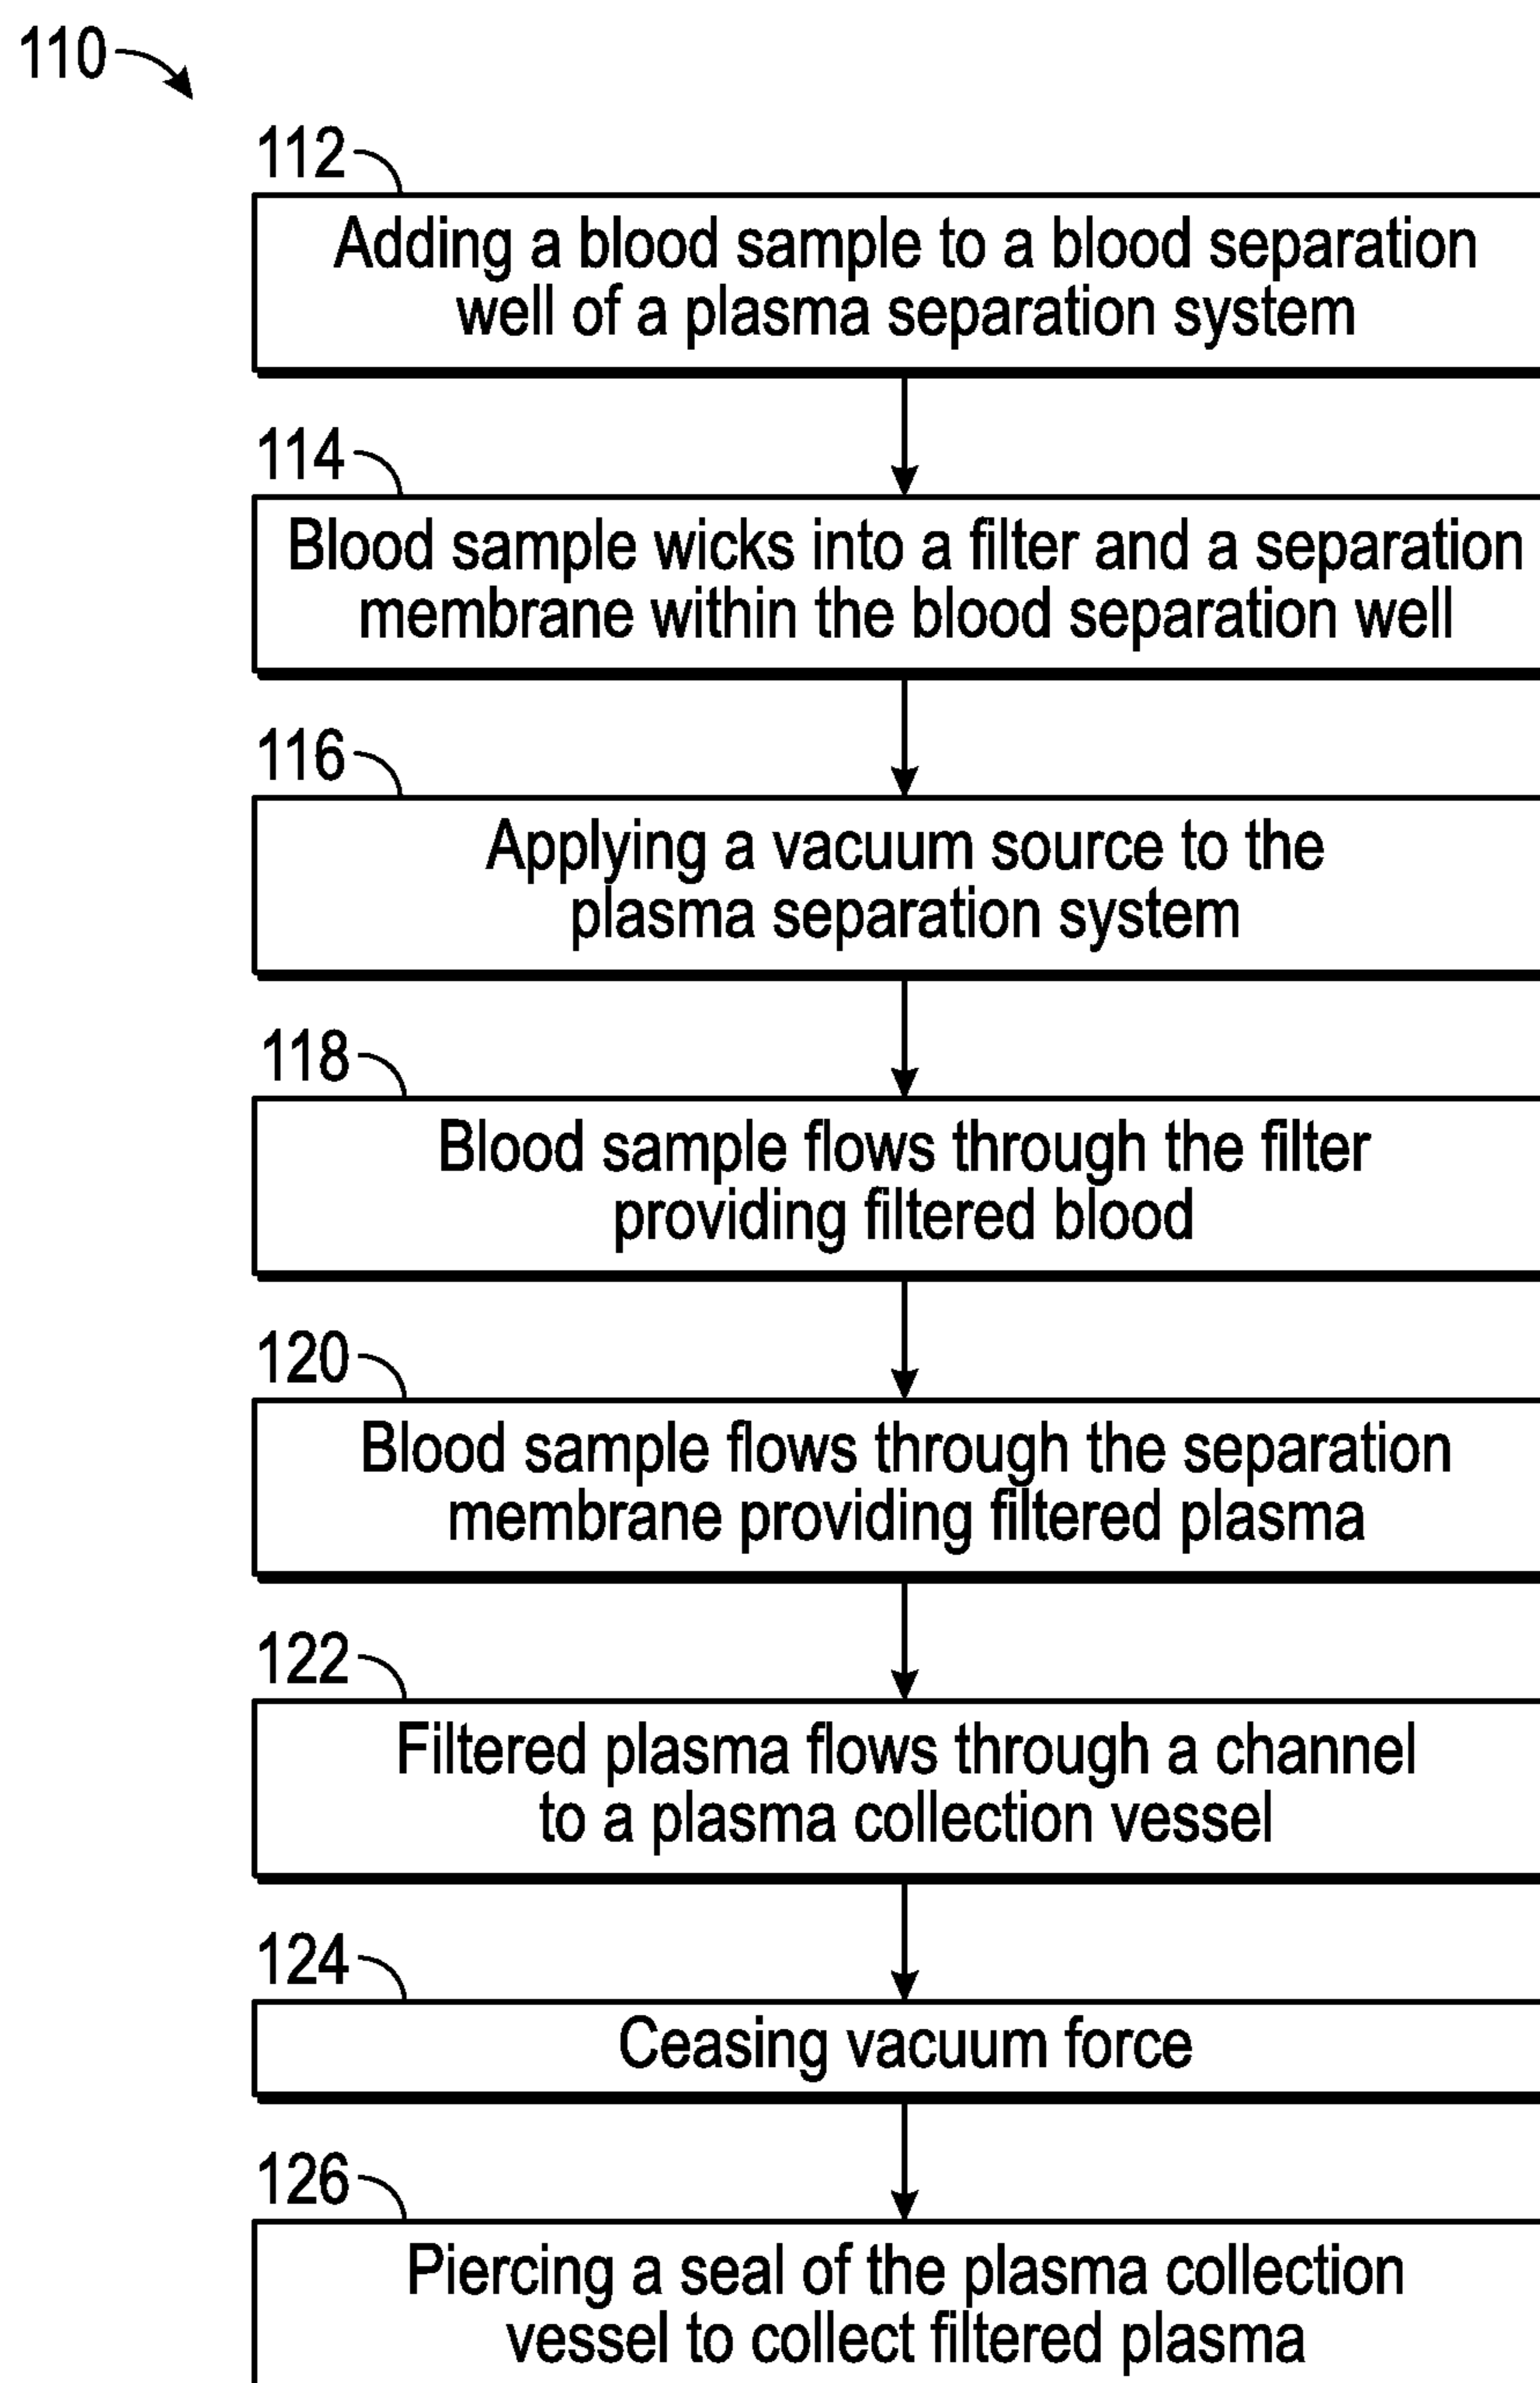 110
112
Adding a blood sample to a blood separation
well of a plasma separation system
114
Blood sample wicks into a filter and a separation
membrane within the blood separation well
116
Applying a vacuum source to the
plasma separation system
118
Blood sample flows through the filter
providing filtered blood
120
Blood sample flows through the separation
membrane providing filtered plasma
122
Filtered plasma flows through a channel
to a plasma collection vessel
124
Ceasing vacuum force
126
Piercing a seal of the plasma collection
vessel to collect filtered plasma